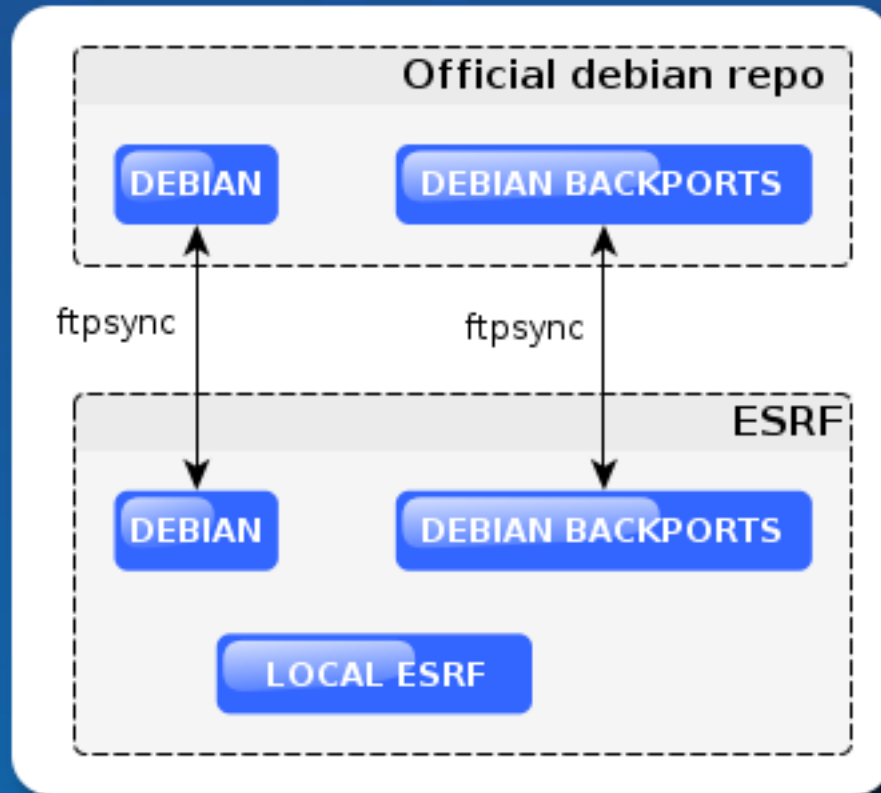 Official debian repo
DEBIAN
DEBIAN BACKPORTS
ftpsync
ftpsync
ESRF
DEBIAN
DEBIAN BACKPORTS
LOCAL ESRF